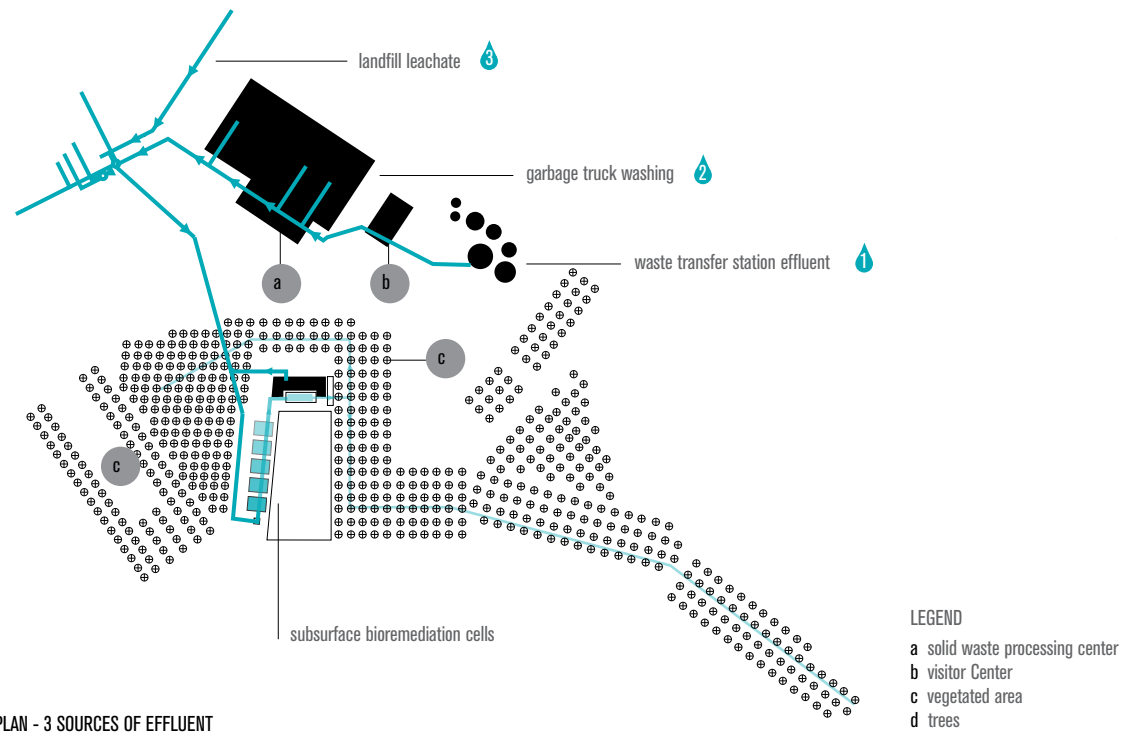 landfill leachate 3
garbage truck washing 2
waste transfer station effluent 1
a
b
c
c
subsurface bioremediation cells
LEGEND
a solid waste processing center
b visitor Center
c vegetated area
d trees
PLAN - 3 SOURCES OF EFFLUENT